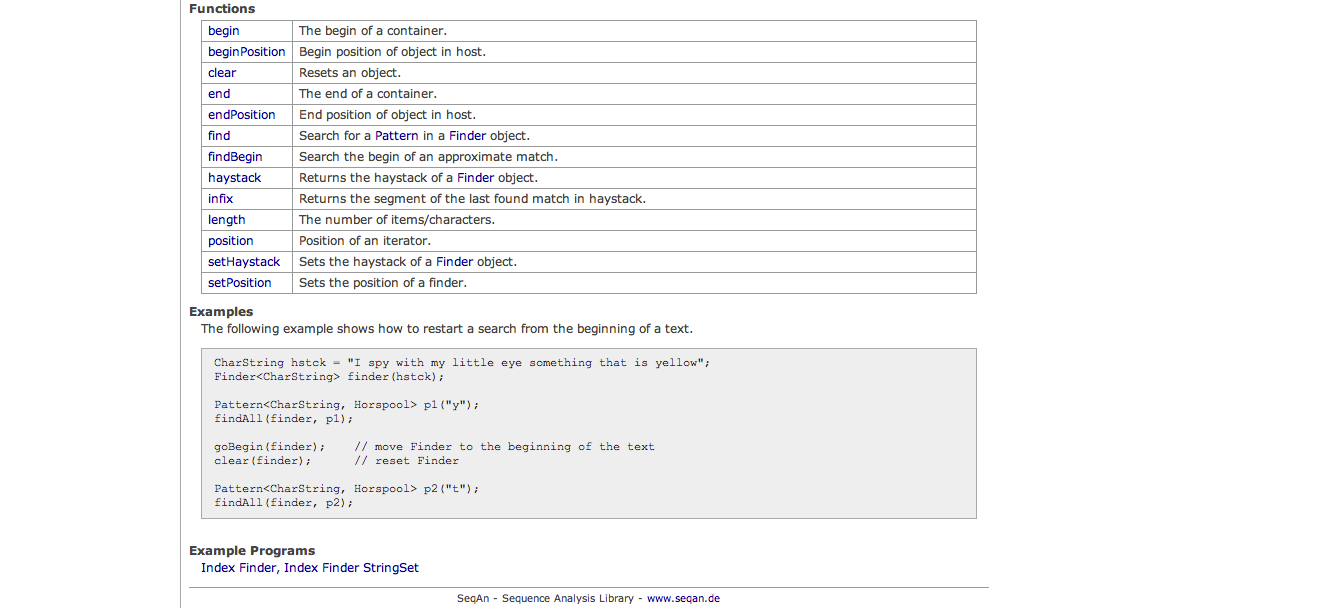 Functions
begin The begin of a container.
beginPosition Begin position of object in host.
clear Resets an object.
end The end of a container.
endPosition End position of object in host.
find Search for a Pattern in a Finder object.
findBegin Search the begin of an approximate match.
haystack Returns the haystack of a Finder object.
infix Returns the segment of the last found match in haystack.
length The number of items/characters.
position Position of an iterator.
setHaystack Sets the haystack of a Finder object.
setPosition Sets the position of a finder.
Examples
The following example shows how to restart a search from the beginning of a text.
CharString hstck = "I spy with my little eye something that is yellow";
Finder<CharString> finder(hstck);
Pattern<CharString, Horspool> p1("y");
findAll(finder, p1);
goBegin(finder);    // move Finder to the beginning of the text
clear(finder);      // reset Finder
Pattern<CharString, Horspool> p2("t");
findAll(finder, p2);
Example Programs
Index Finder, Index Finder StringSet
SeqAn - Sequence Analysis Library - www.seqan.de